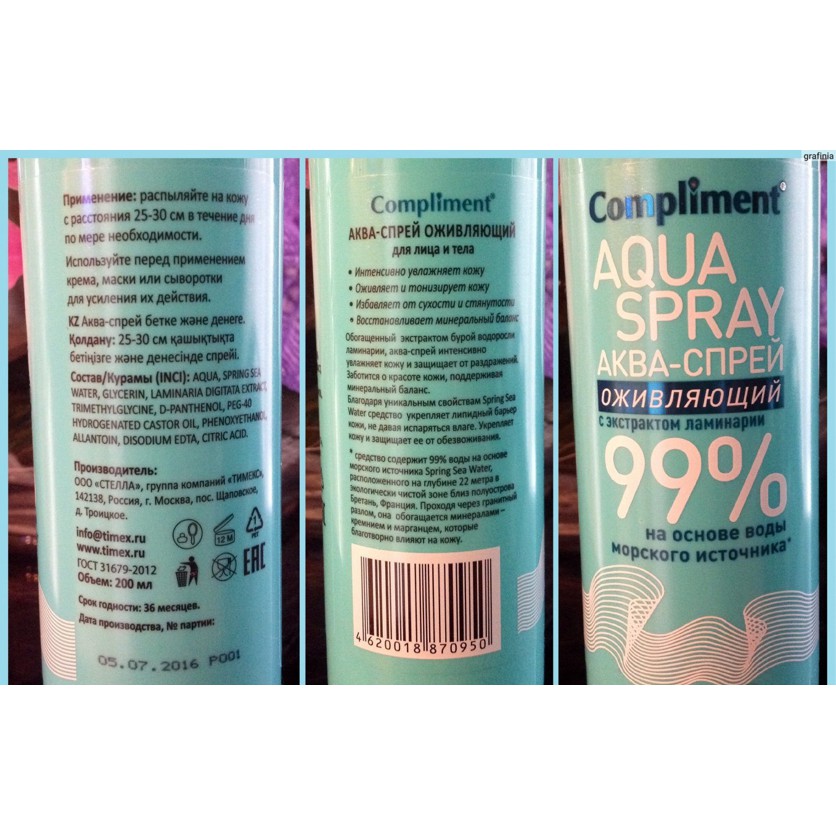 grafinia
Применение: распыляйте на кожу
с расстояния 25-30 см в течение дня
по мере необходимости.
Используйте перед применением
крема, маски или сыворотки
для усиления их действия.
KZ Аква-спрей бетке және денеге.
Қолдану: 25-30 см қашықтықта
бетіңізге және денесінде спрей.
Состав/Курамы (INCI): AQUA, SPRING SEA
WATER, GLYCERIN, LAMINARIA DIGITATA EXTRACT,
TRIMETHYLGLYCINE, D-PANTHENOL, PEG-40
HYDROGENATED CASTOR OIL, PHENOXYETHANOL,
ALLANTOIN, DISODIUM EDTA, CITRIC ACID.
Производитель:
ООО «СТЕЛЛА», группа компаний «ТИМЕКС»,
142138, Россия, г. Москва, пос. Щаповское,
д. Троицкое.
info@timex.ru
www.timex.ru
ГОСТ 31679-2012
Объем: 200 мл
12 M
1
PET
EAC
Срок годности: 36 месяцев.
Дата производства, № партии:
05.07.2016 P001
Compliment®
АКВА-СПРЕЙ ОЖИВЛЯЮЩИЙ
для лица и тела
• Интенсивно увлажняет кожу
• Оживляет и тонизирует кожу
• Избавляет от сухости и стянутости
• Восстанавливает минеральный баланс
Обогащенный экстрактом бурой водоросли
ламинарии, аква-спрей интенсивно
увлажняет кожу и защищает от раздражений.
Заботится о красоте кожи, поддерживая
минеральный баланс.
Благодаря уникальным свойствам Spring Sea
Water средство укрепляет липидный барьер
кожи, не давая испаряться влаге. Укрепляет
кожу и защищает ее от обезвоживания.
* средство содержит 99% воды на основе
морского источника Spring Sea Water,
расположенного на глубине 22 метра в
экологически чистой зоне близ полуострова
Бретань, Франция. Проходя через гранитный
разлом, она обогащается минералами –
кремнием и марганцем, которые
благотворно влияют на кожу.
4 620018 870950
Compliment®
AQUA
SPRAY
АКВА-СПРЕЙ
ОЖИВЛЯЮЩИЙ
с экстрактом ламинарии
99%
на основе воды
морского источника*